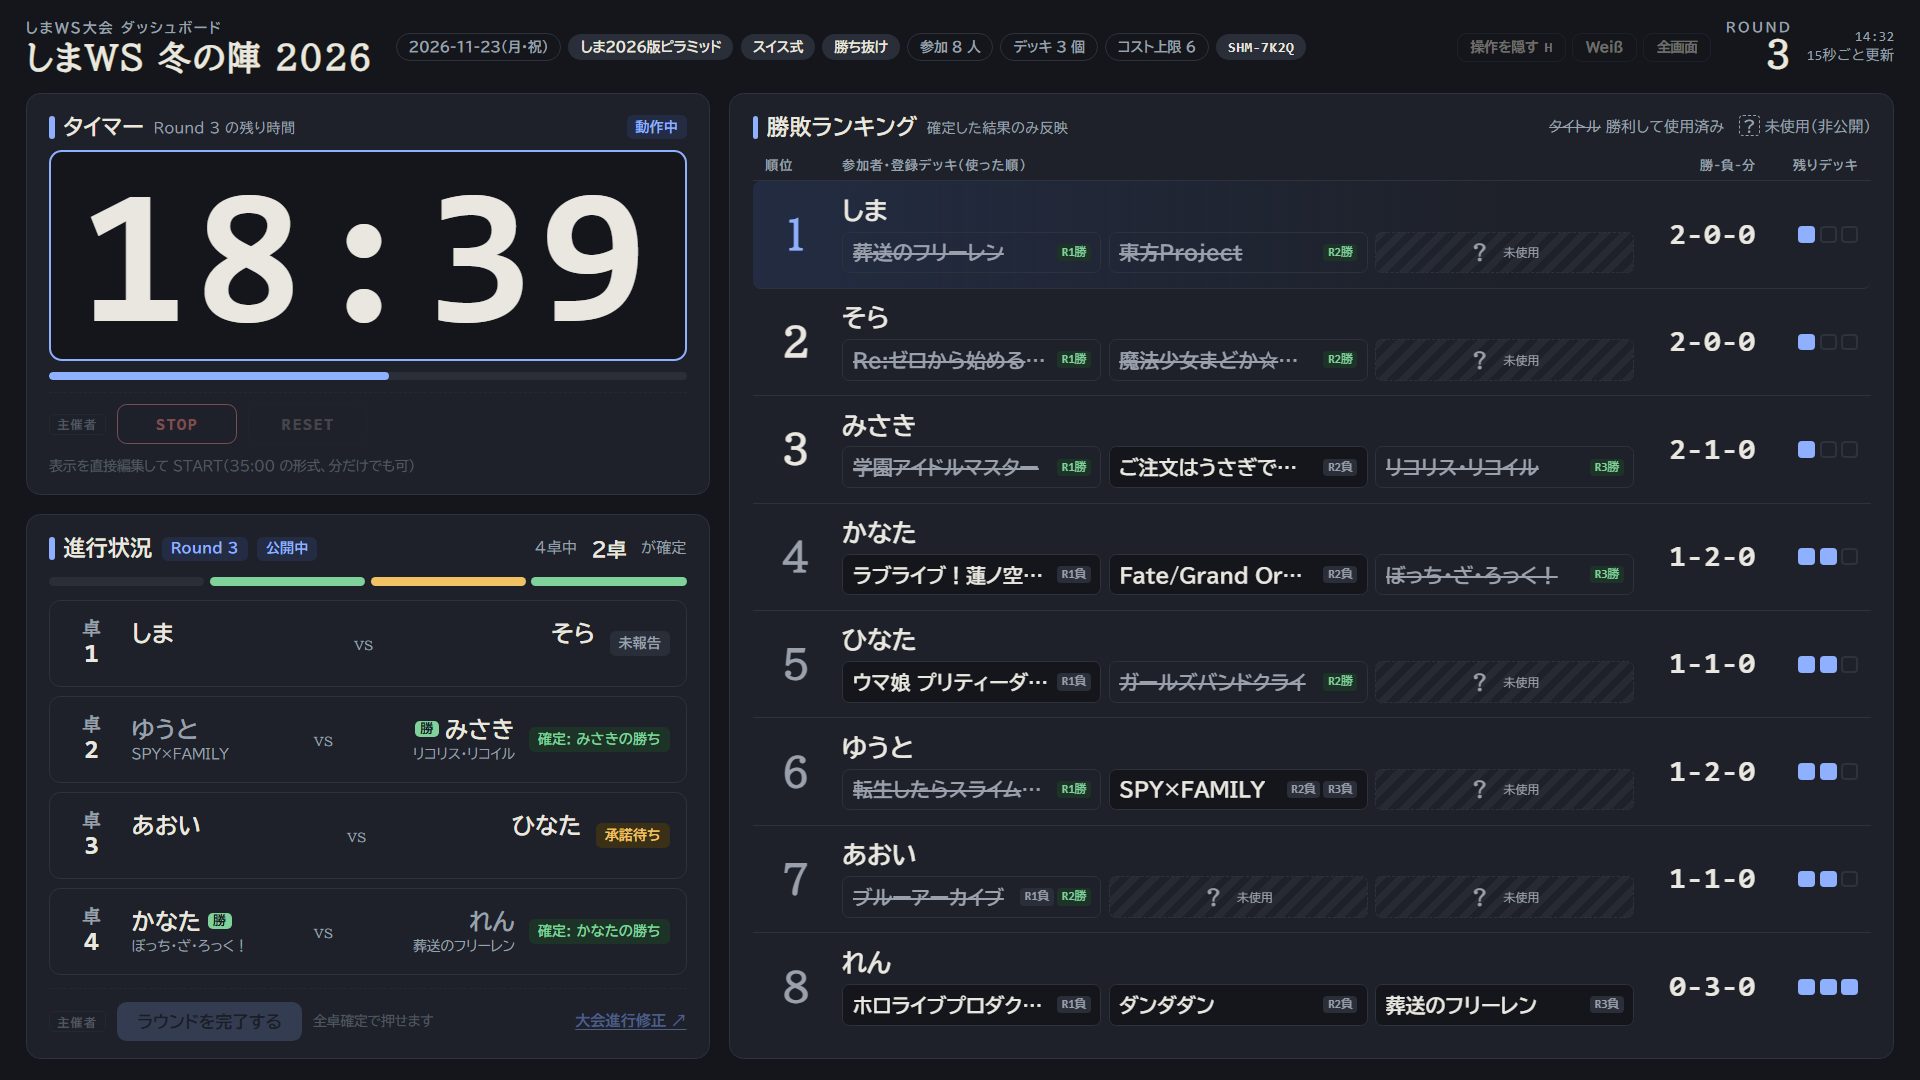 しまWS大会 ダッシュボード
しまWS 冬の陣 2026
2026-11-23(月・祝)
しま2026版ピラミッド
スイス式
勝ち抜け
参加 8 人
デッキ 3 個
コスト上限 6
SHM-7K2Q
操作を隠す H
Weiß
全画面
ROUND
3
14:32
15秒ごと更新
タイマー Round 3 の残り時間
動作中
18:39
主催者
STOP
RESET
表示を直接編集して START(35:00 の形式、分だけでも可)
進行状況 Round 3 公開中
4卓中 2卓 が確定
卓 1 しま vs そら 未報告
卓 2 ゆうと vs 勝 みさき 確定: みさきの勝ち
SPY×FAMILY リコリス・リコイル
卓 3 あおい vs ひなた 承諾待ち
卓 4 かなた 勝 vs れん 確定: かなたの勝ち
ぼっち・ざ・ろっく! 葬送のフリーレン
主催者 ラウンドを完了する 全卓確定で押せます 大会進行修正 ↗
勝敗ランキング 確定した結果のみ反映
タイトル 勝利して使用済み ? 未使用(非公開)
順位 参加者・登録デッキ(使った順) 勝-負-分 残りデッキ
1 しま 2-0-0
葬送のフリーレン R1勝 東方Project R2勝 ? 未使用
2 そら 2-0-0
Re:ゼロから始める… R1勝 魔法少女まどか☆… R2勝 ? 未使用
3 みさき 2-1-0
学園アイドルマスター R1勝 ご注文はうさぎで… R2負 リコリス・リコイル R3勝
4 かなた 1-2-0
ラブライブ！蓮ノ空… R1負 Fate/Grand Or… R2負 ぼっち・ざ・ろっく！ R3勝
5 ひなた 1-1-0
ウマ娘 プリティーダ… R1負 ガールズバンドクライ R2勝 ? 未使用
6 ゆうと 1-2-0
転生したらスライム… R1勝 SPY×FAMILY R2負 R3負 ? 未使用
7 あおい 1-1-0
ブルーアーカイブ R1負 R2勝 ? 未使用 ? 未使用
8 れん 0-3-0
ホロライブプロダク… R1負 ダンダダン R2負 葬送のフリーレン R3負